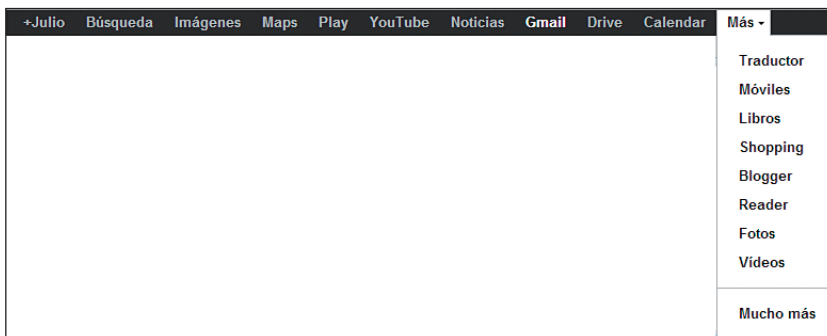 +Julio Búsqueda Imágenes Maps Play YouTube Noticias Gmail Drive Calendar Más
Traductor
Móviles
Libros
Shopping
Blogger
Reader
Fotos
Vídeos
Mucho más